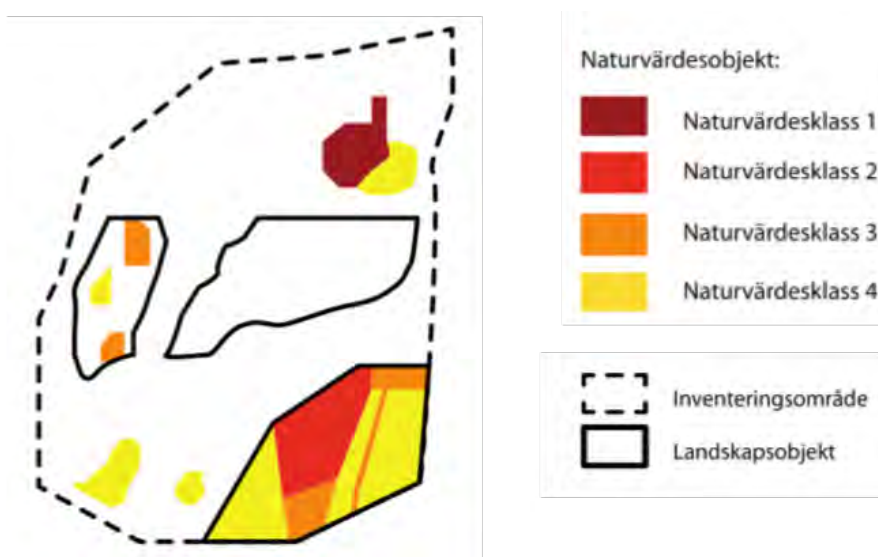 Naturvärdesobjekt:
Naturvärdesklass 1
Naturvärdesklass 2
Naturvärdesklass 3
Naturvärdesklass 4
Inventeringsområde
Landskapsobjekt